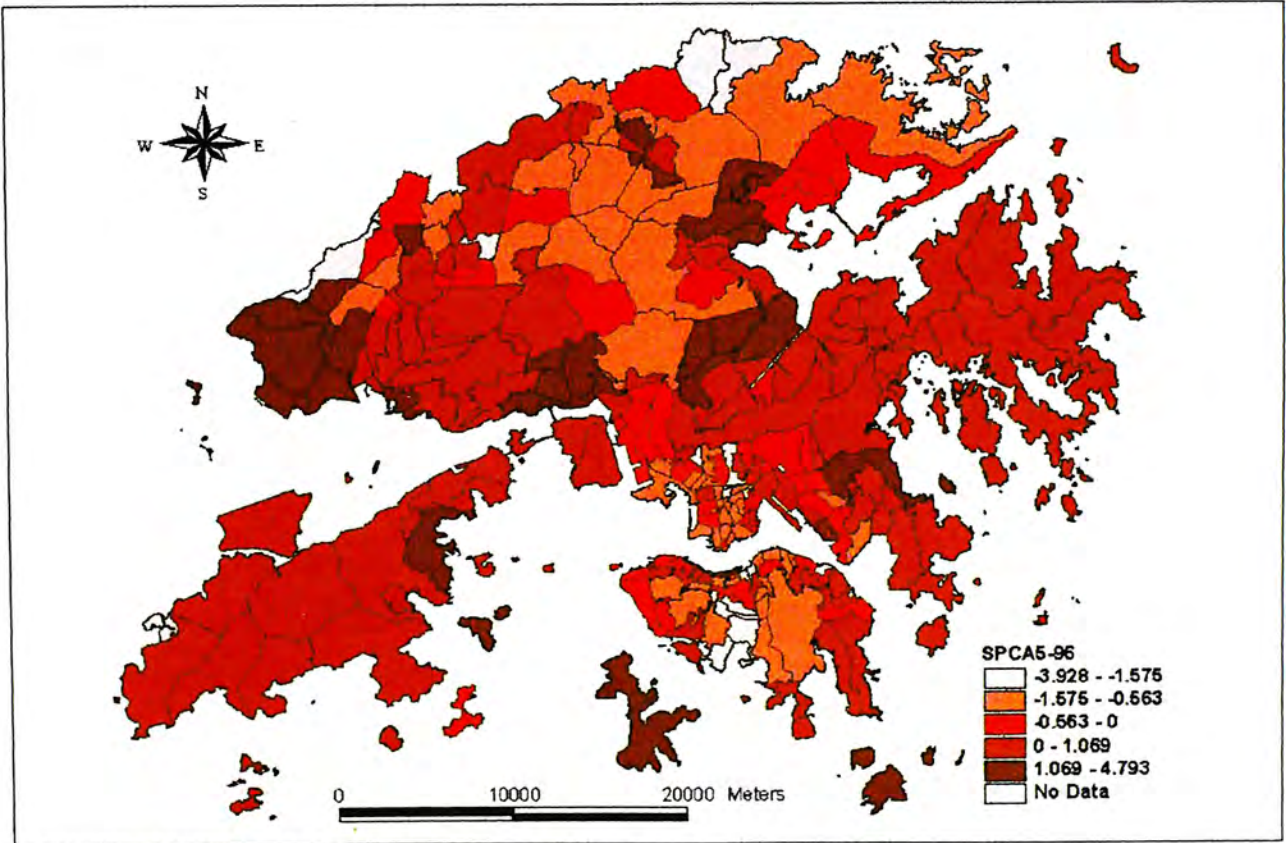 N
W E
S
SPCA5-96
-3.928 - -1.575
-1.575 - -0.563
-0.563 - 0
0 - 1.069
1.069 - 4.793
No Data
0 10000 20000 Meters